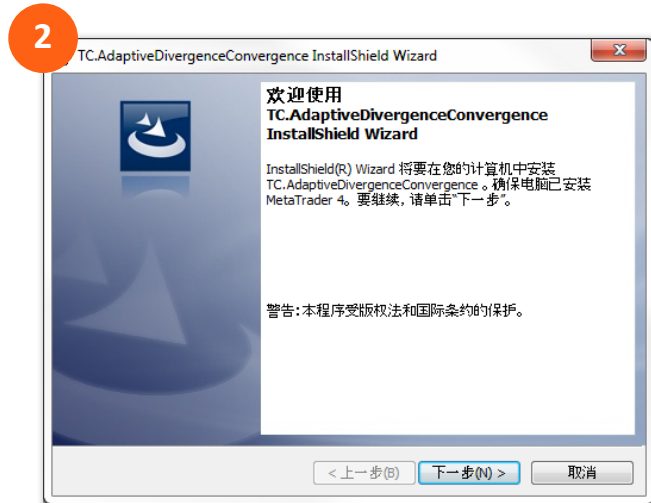 2
TC.AdaptiveDivergenceConvergence InstallShield Wizard
欢迎使用
TC.AdaptiveDivergenceConvergence
InstallShield Wizard
InstallShield(R) Wizard 将要在您的计算机中安装
TC.AdaptiveDivergenceConvergence 。确保电脑已安装
MetaTrader 4。要继续，请单击“下一步”。
警告：本程序受版权法和国际条约的保护。
< 上一步(B) 下一步(N) > 取消